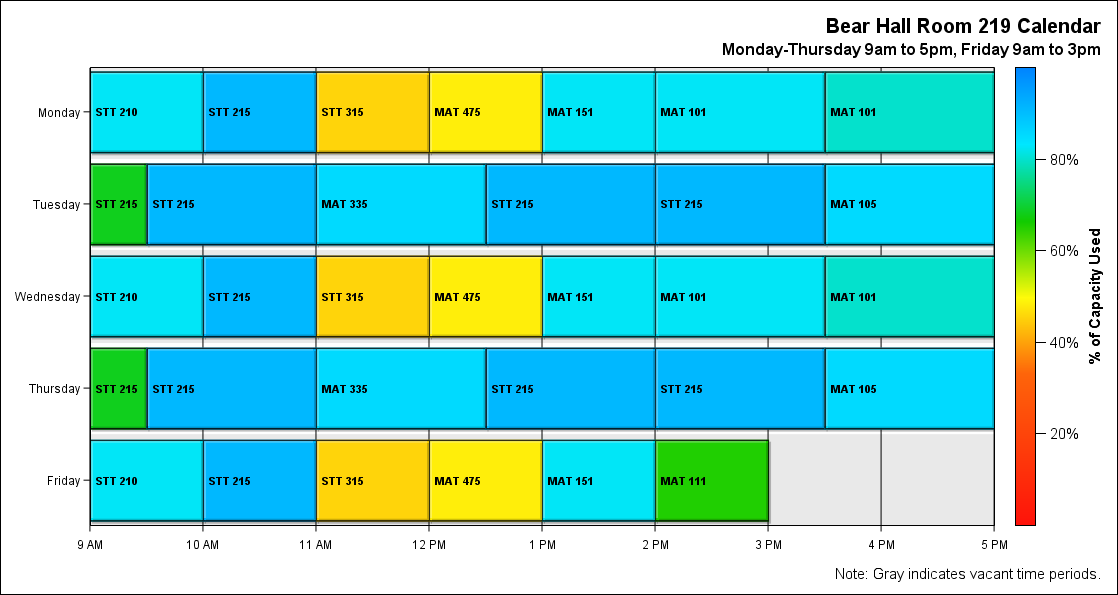 Bear Hall Room 219 Calendar
Monday-Thursday 9am to 5pm, Friday 9am to 3pm
Monday STT 210 STT 215 STT 315 MAT 475 MAT 151 MAT 101 MAT 101
Tuesday STT 215 STT 215 MAT 335 STT 215 STT 215 MAT 105
Wednesday STT 210 STT 215 STT 315 MAT 475 MAT 151 MAT 101 MAT 101
Thursday STT 215 STT 215 MAT 335 STT 215 STT 215 MAT 105
Friday STT 210 STT 215 STT 315 MAT 475 MAT 151 MAT 111
9 AM 10 AM 11 AM 12 PM 1 PM 2 PM 3 PM 4 PM 5 PM
80%
60%
40%
20%
% of Capacity Used
Note: Gray indicates vacant time periods.